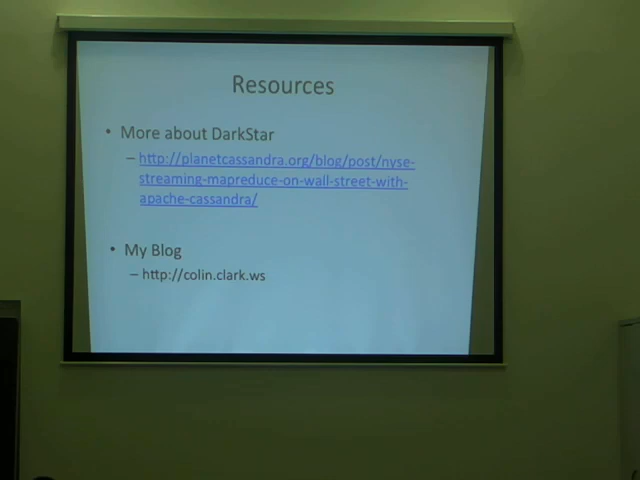 Resources
• More about DarkStar
– http://planetcassandra.org/blog/post/nyse-
streaming-mapreduce-on-wall-street-with-
apache-cassandra/
• My Blog
– http://colin.clark.ws